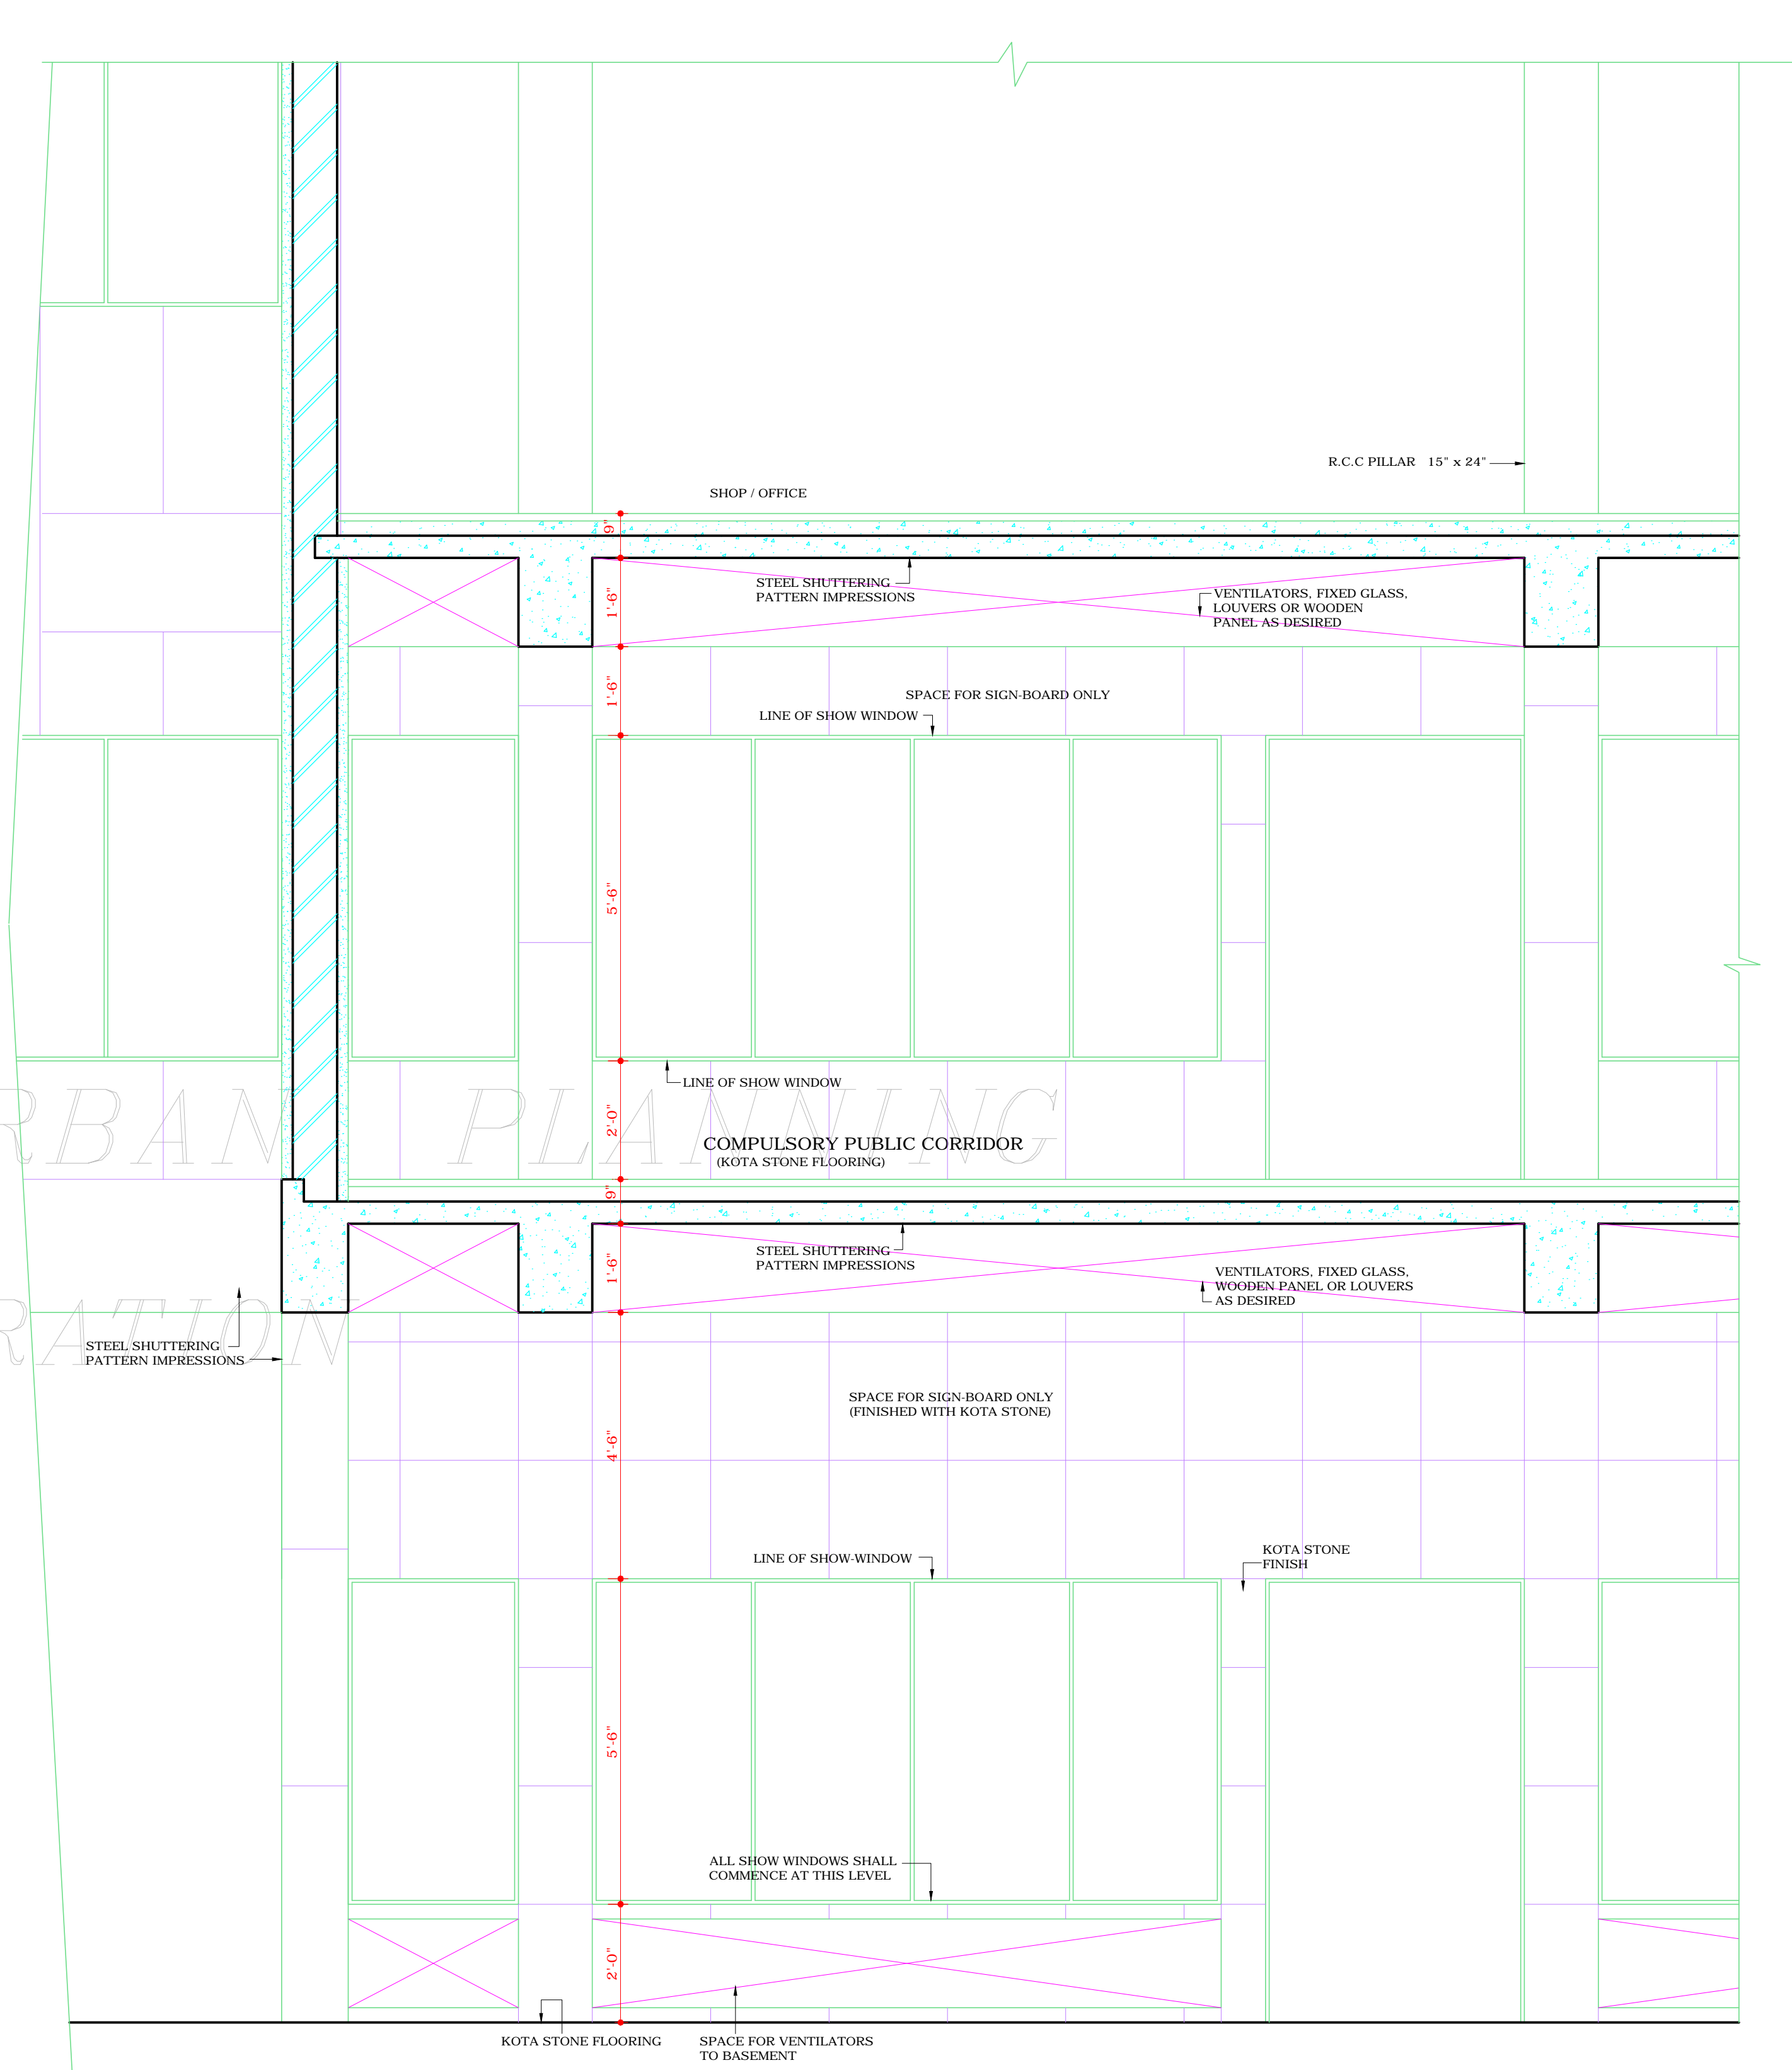 R.C.C PILLAR 15" x 24"
SHOP / OFFICE
9"
STEEL SHUTTERING
PATTERN IMPRESSIONS
1'-6"
VENTILATORS, FIXED GLASS,
LOUVERS OR WOODEN
PANEL AS DESIRED
1'-6"
SPACE FOR SIGN-BOARD ONLY
LINE OF SHOW WINDOW
5'-6"
LINE OF SHOW WINDOW
RBAN PLANNING
2'-0"
COMPULSORY PUBLIC CORRIDOR
(KOTA STONE FLOORING)
9"
STEEL SHUTTERING
PATTERN IMPRESSIONS
1'-6"
VENTILATORS, FIXED GLASS,
WOODEN PANEL OR LOUVERS
AS DESIRED
RATION
STEEL SHUTTERING
PATTERN IMPRESSIONS
SPACE FOR SIGN-BOARD ONLY
(FINISHED WITH KOTA STONE)
4'-6"
LINE OF SHOW-WINDOW
KOTA STONE
FINISH
5'-6"
ALL SHOW WINDOWS SHALL
COMMENCE AT THIS LEVEL
2'-0"
KOTA STONE FLOORING
SPACE FOR VENTILATORS
TO BASEMENT